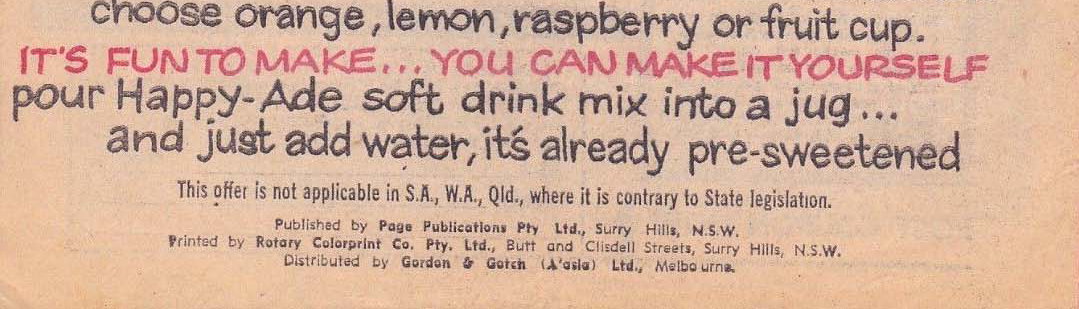 choose orange, lemon, raspberry or fruit cup.
IT'S FUN TO MAKE... YOU CAN MAKE IT YOURSELF
pour Happy-Ade soft drink mix into a jug...
and just add water, it's already pre-sweetened
This offer is not applicable in S.A., W.A., Qld., where it is contrary to State legislation.
Published by Page Publications Pty Ltd., Surry Hills, N.S.W.
Printed by Rotary Colorprint Co. Pty. Ltd., Butt and Clisdell Streets, Surry Hills, N.S.W.
Distributed by Gordon & Gotch (A'asia) Ltd., Melbourne.